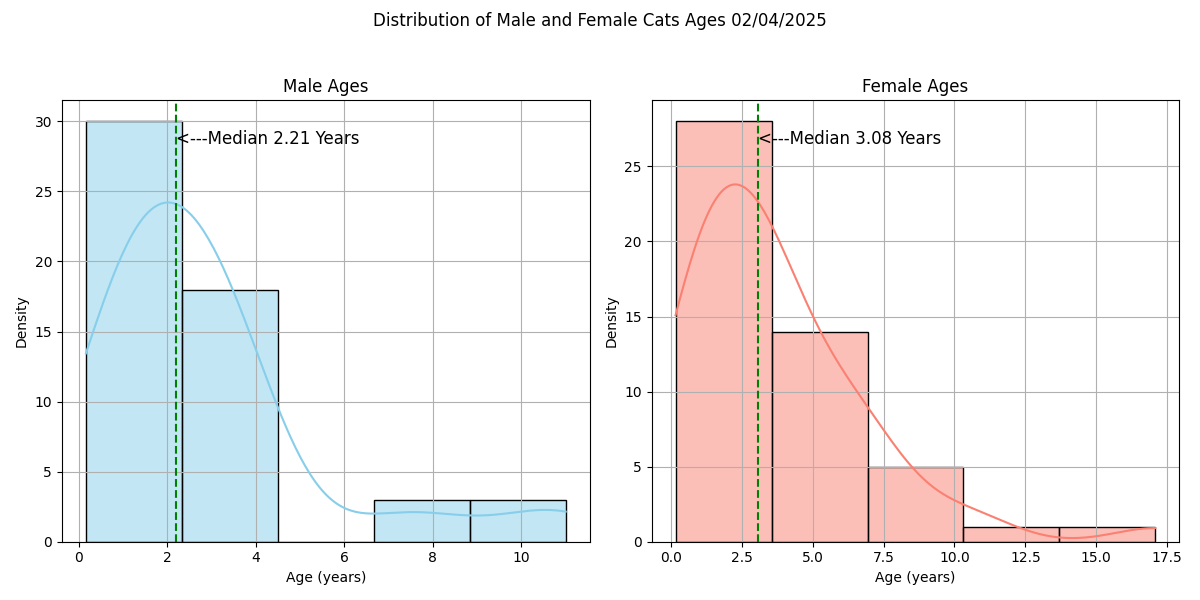 Distribution of Male and Female Cats Ages 02/04/2025
Male Ages
<---Median 2.21 Years
Density
30
25
20
15
10
5
0
0 2 4 6 8 10
Age (years)
Female Ages
<---Median 3.08 Years
Density
25
20
15
10
5
0
0.0 2.5 5.0 7.5 10.0 12.5 15.0 17.5
Age (years)